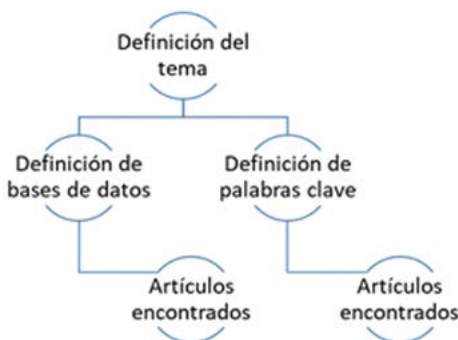 Definición del
tema
Definición de
bases de datos
Definición de
palabras clave
Artículos
encontrados
Artículos
encontrados